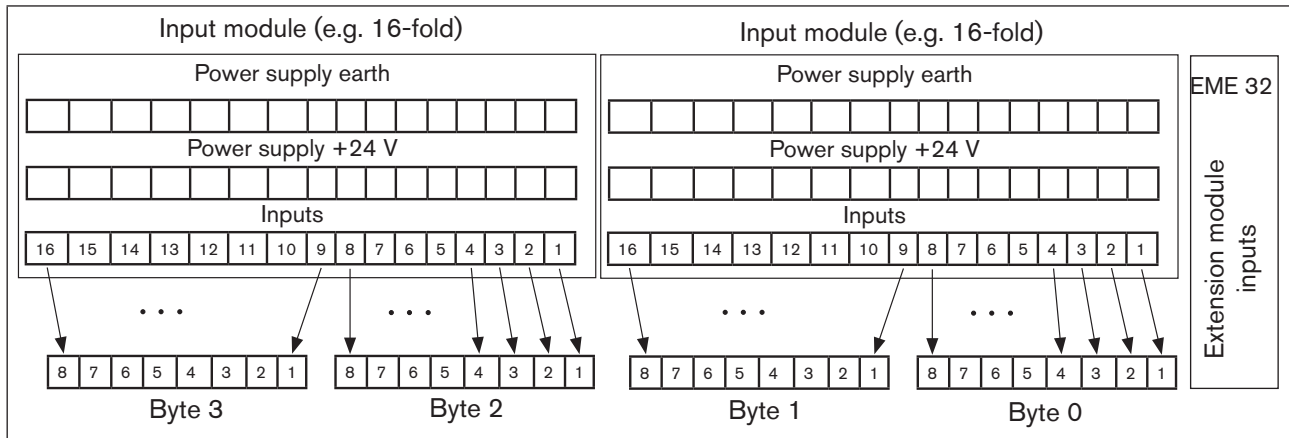 Input module (e.g. 16-fold)
Power supply earth
Power supply +24 V
Inputs
16 15 14 13 12 11 10 9 8 7 6 5 4 3 2 1
. . .
. . .
8 7 6 5 4 3 2 1
8 7 6 5 4 3 2 1
Byte 3
Byte 2
Input module (e.g. 16-fold)
Power supply earth
Power supply +24 V
Inputs
16 15 14 13 12 11 10 9 8 7 6 5 4 3 2 1
. . .
. . .
8 7 6 5 4 3 2 1
8 7 6 5 4 3 2 1
Byte 1
Byte 0
EME 32
Extension module
inputs